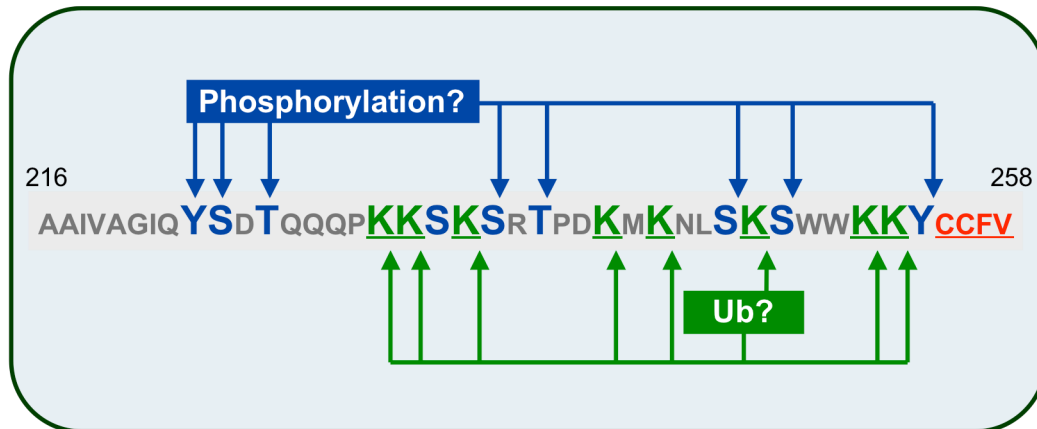 Phosphorylation?
216 258
AAIVAGIQYSDTQQQPKKSKSRTPDKMKNLSKSWWKKYCCFV
Ub?